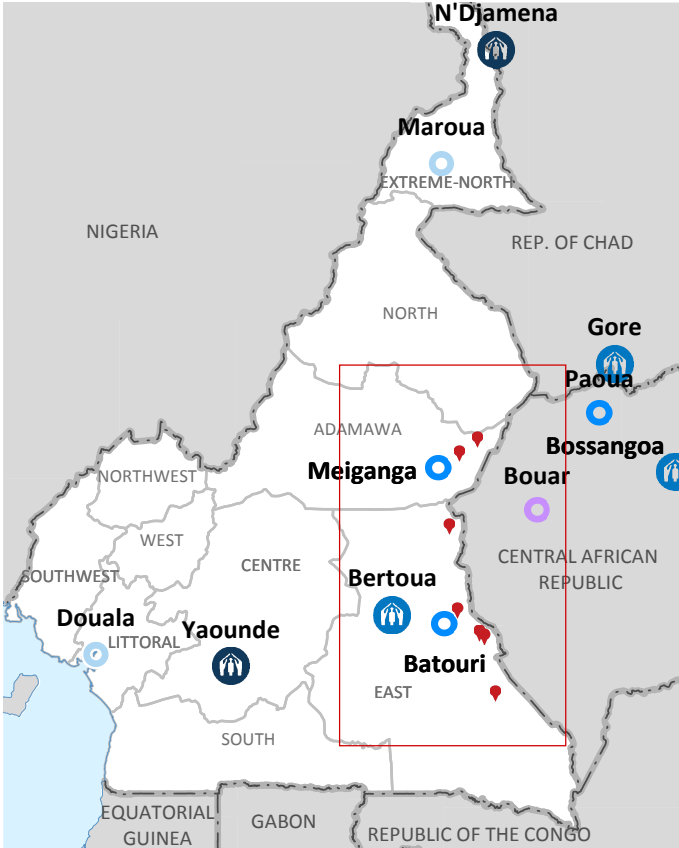 N'Djamena
Maroua
EXTREME-NORTH
NIGERIA
REP. OF CHAD
NORTH
Gore
Paoua
ADAMAWA
Bossangoa
Meiganga
Bouar
NORTHWEST
WEST
CENTRE
CENTRAL AFRICAN
REPUBLIC
SOUTHWEST
Bertoua
Douala
LITTORAL
Yaounde
Batouri
EAST
SOUTH
EQUATORIAL
GUINEA
GABON
REPUBLIC OF THE CONGO